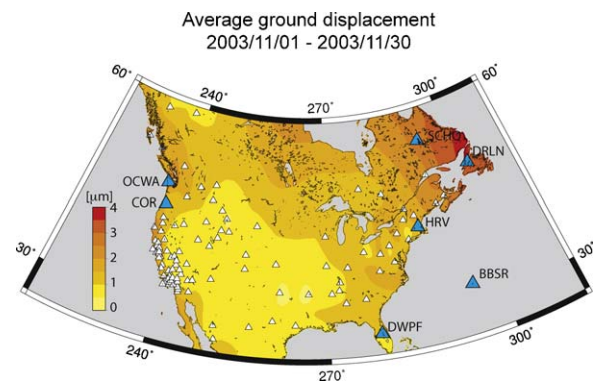 Average ground displacement
2003/11/01 - 2003/11/30
60°
240°
270°
300°
60°
SCHQ
DRLN
OCWA
[μm]
4
COR
3
HRV
2
1
30°
0
BBSR
30°
DWPF
240°
270°
300°